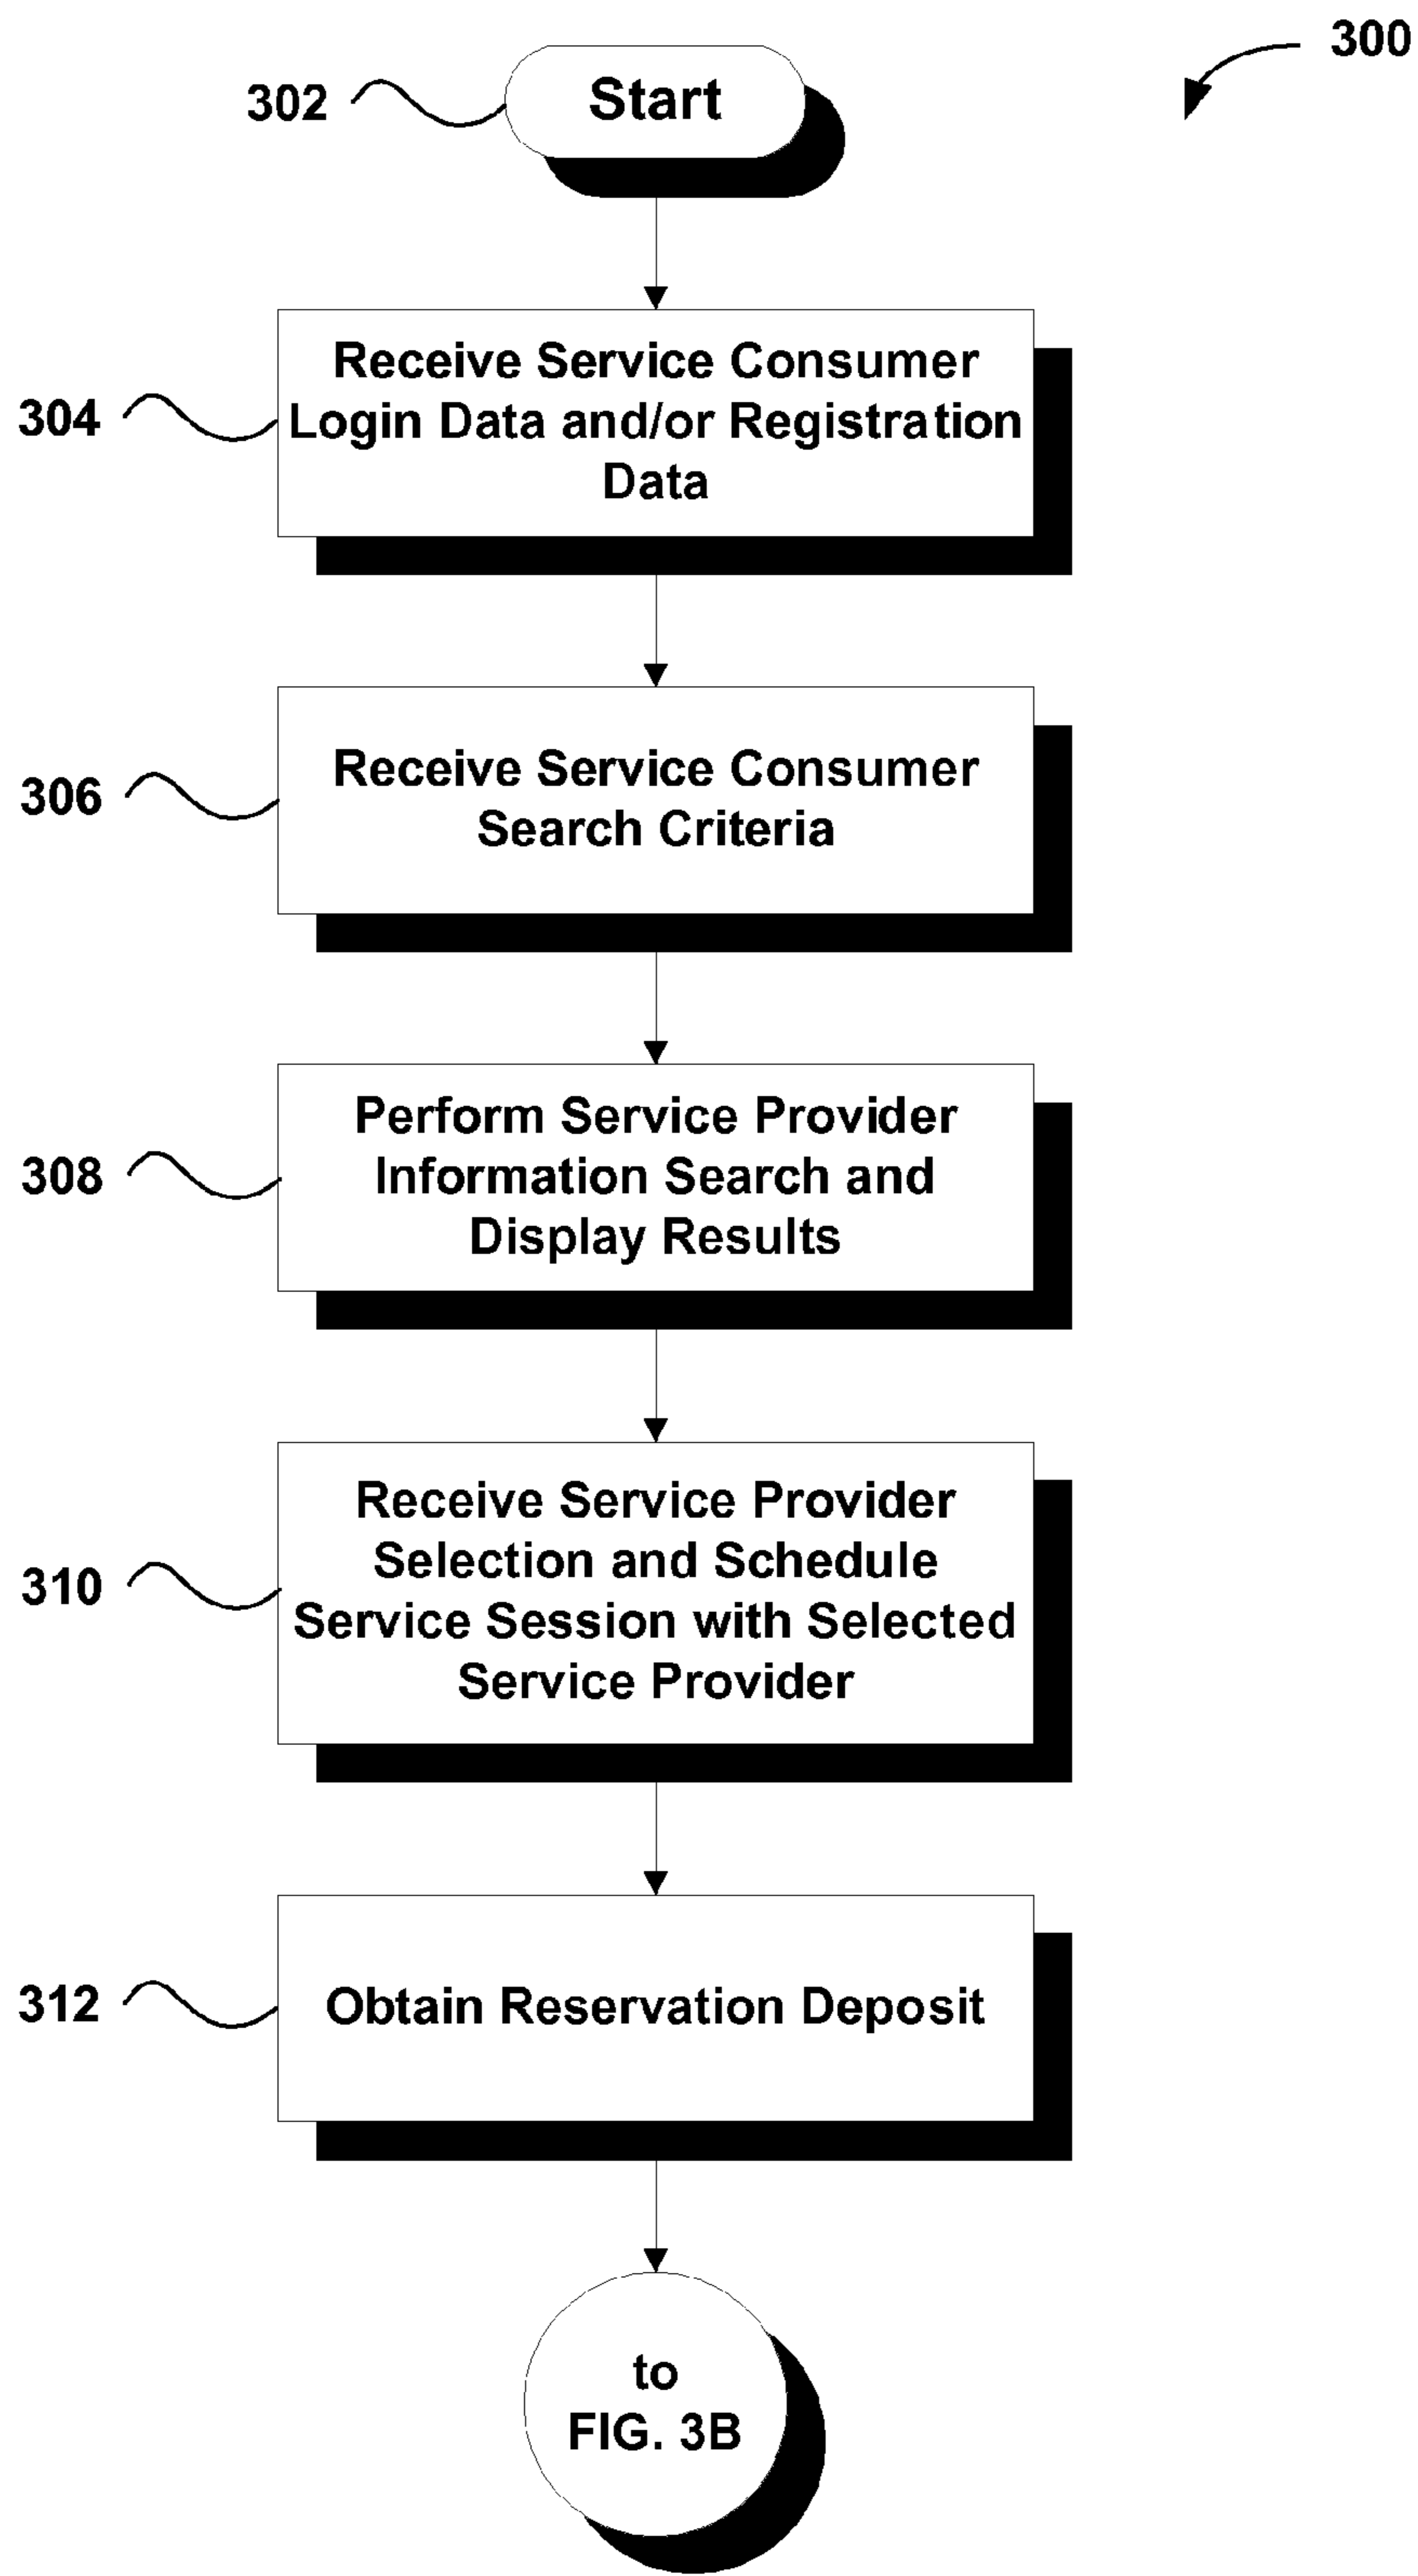 300
302
Start
304
Receive Service Consumer
Login Data and/or Registration
Data
306
Receive Service Consumer
Search Criteria
308
Perform Service Provider
Information Search and
Display Results
310
Receive Service Provider
Selection and Schedule
Service Session with Selected
Service Provider
312
Obtain Reservation Deposit
to
FIG. 3B